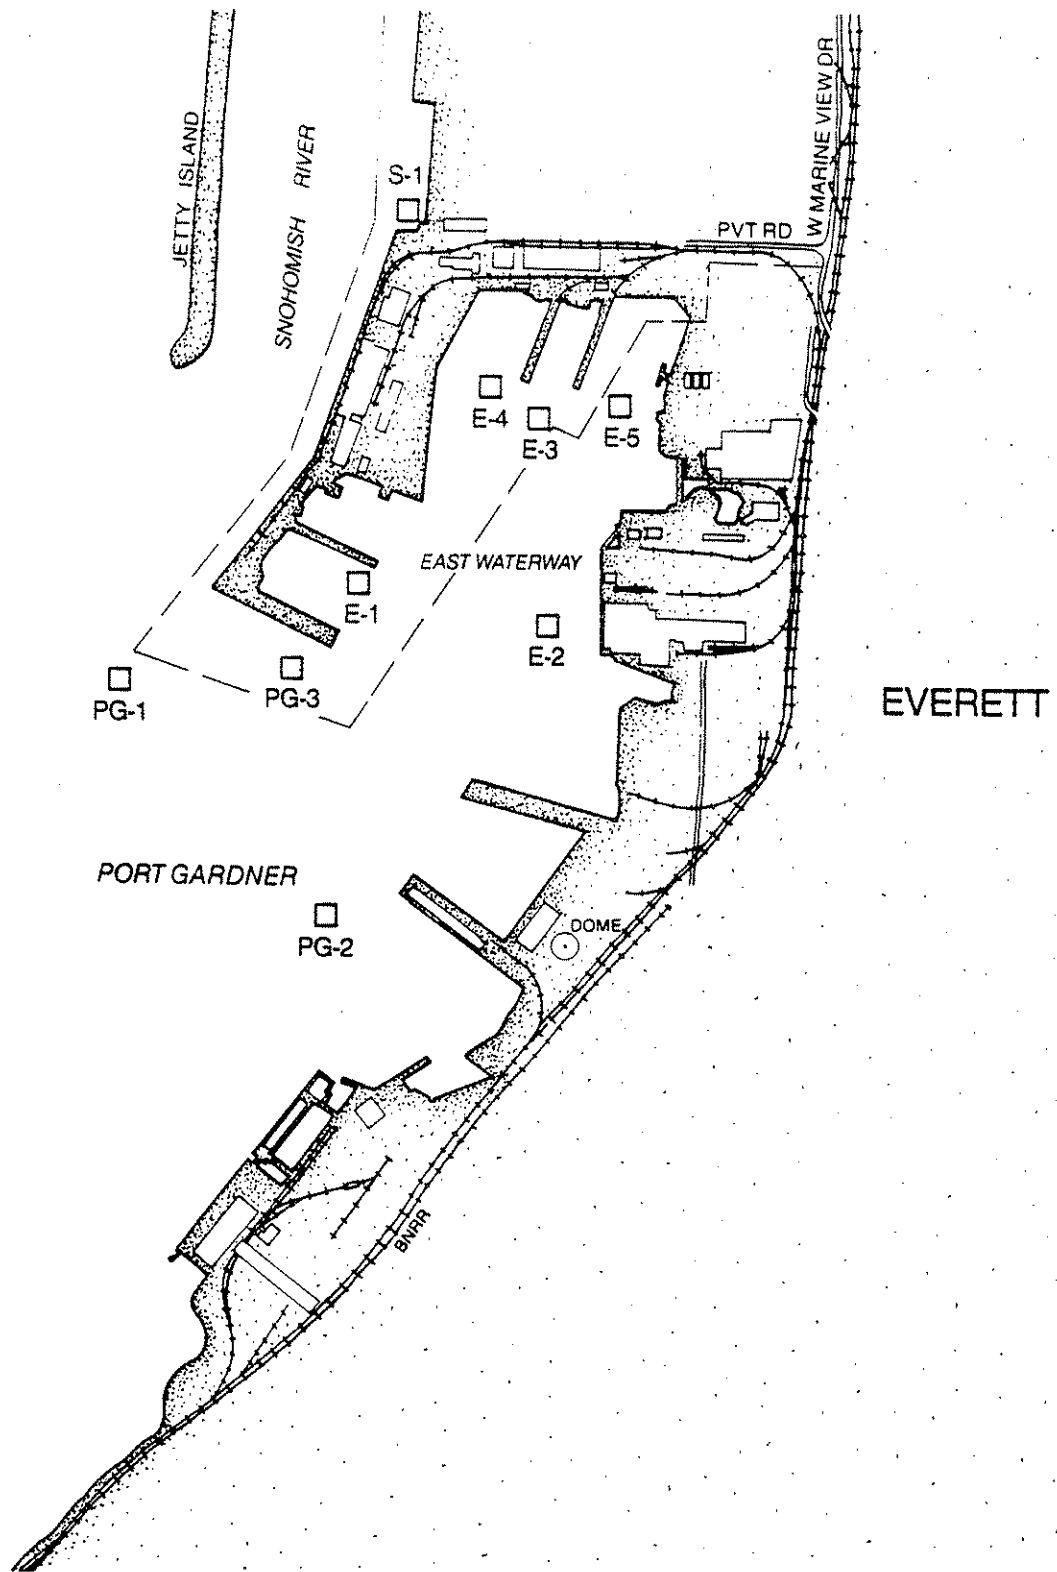 JETTY ISLAND
SNOHOMISH RIVER
W MARINE VIEW DR
S-1
PVT RD
E-4
E-3
E-5
EAST WATERWAY
E-1
E-2
PG-1
PG-3
EVERETT
PORT GARDNER
PG-2
DOME
BNRR